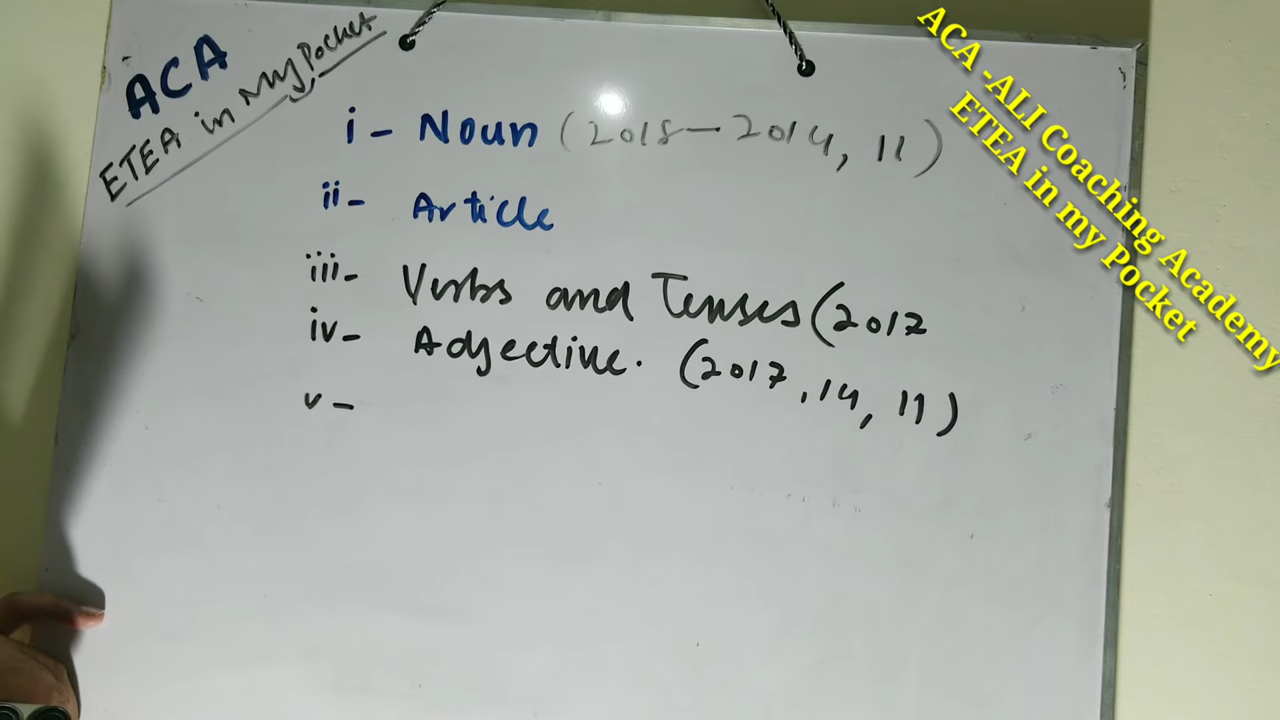 ACA
ETEA in My Pocket
i - Noun (2018 - 2014, 11)
ii - Article
iii - Verbs and Tenses (2017
iv - Adjective. (2017, 14, 11)
v -
ACA -ALI Coaching Academy
ETEA in my Pocket